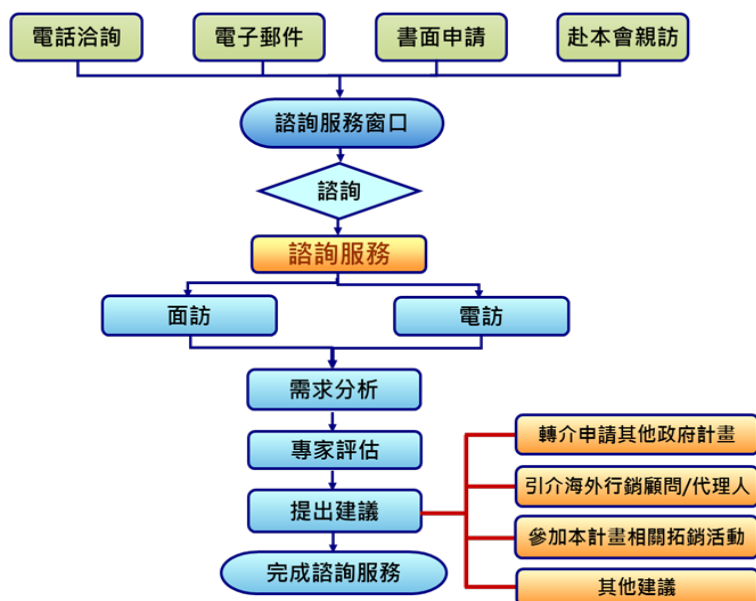 電話洽詢
電子郵件
書面申請
赴本會親訪
諮詢服務窗口
諮詢
諮詢服務
面訪
電訪
需求分析
專家評估
提出建議
完成諮詢服務
轉介申請其他政府計畫
引介海外行銷顧問/代理人
參加本計畫相關拓銷活動
其他建議